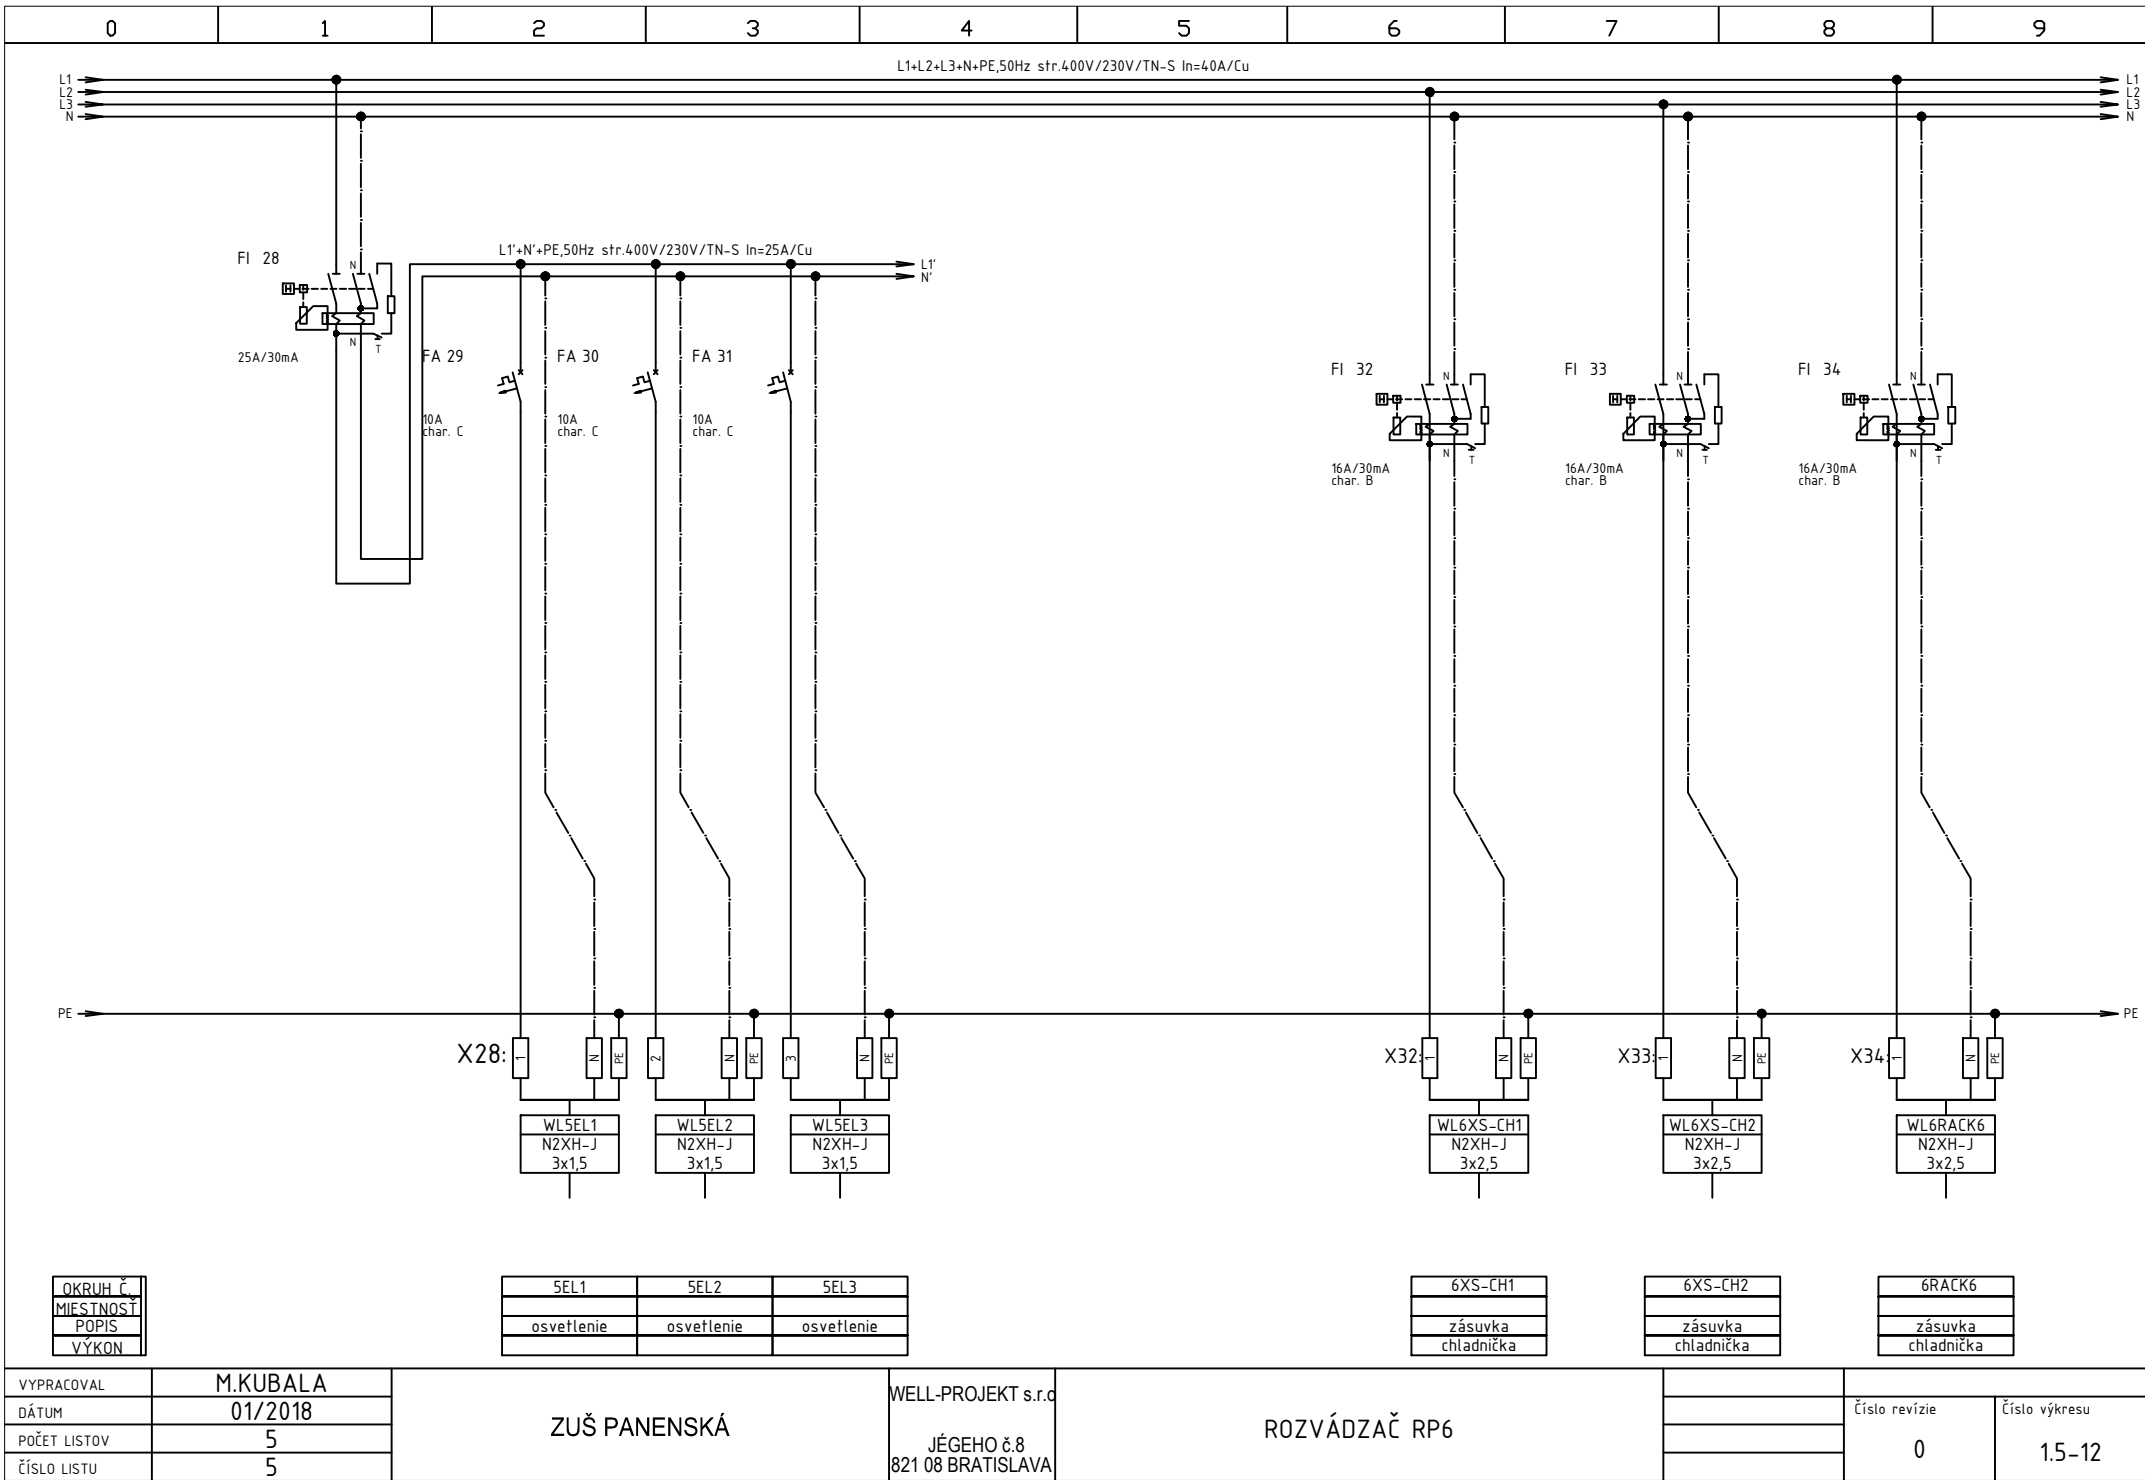 0 1 2 3 4 5 6 7 8 9
L1+L2+L3+N+PE,50Hz str.400V/230V/TN-S In=40A/Cu
L1 L1
L2 L2
L3 L3
N N
L1'+N'+PE,50Hz str.400V/230V/TN-S In=25A/Cu
L1'
N'
FI 28
N
N
T
25A/30mA
FA 29 FA 30 FA 31
10A 10A 10A
char. C char. C char. C
FI 32 FI 33 FI 34
N N N
H H H
N N N
T T T
16A/30mA 16A/30mA 16A/30mA
char. B char. B char. B
PE PE
X28: 1 N PE 2 N PE 3 N PE X32: 1 N PE X33: 1 N PE X34: 1 N PE
WL5EL1 WL5EL2 WL5EL3 WL6XS-CH1 WL6XS-CH2 WL6RACK6
N2XH-J N2XH-J N2XH-J N2XH-J N2XH-J N2XH-J
3x1,5 3x1,5 3x1,5 3x2,5 3x2,5 3x2,5
OKRUH Č. 5EL1 5EL2 5EL3 6XS-CH1 6XS-CH2 6RACK6
MIESTNOSŤ
POPIS osvetlenie osvetlenie osvetlenie zásuvka zásuvka zásuvka
VÝKON chladnička chladnička chladnička
VYPRACOVAL M.KUBALA
DÁTUM 01/2018
POČET LISTOV 5
ČÍSLO LISTU 5
ZUŠ PANENSKÁ
WELL-PROJEKT s.r.o
JÉGEHO č.8
821 08 BRATISLAVA
ROZVÁDZAČ RP6
Číslo revízie
0
Číslo výkresu
1.5-12